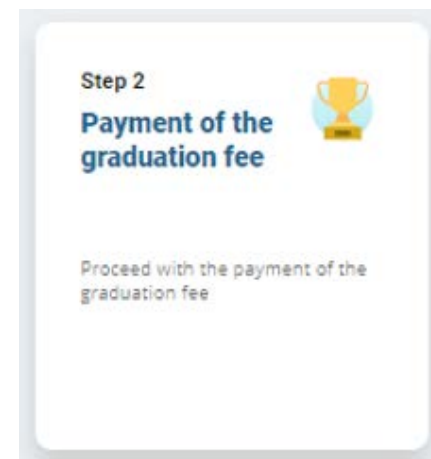 Step 2
Payment of the
graduation fee
Proceed with the payment of the
graduation fee